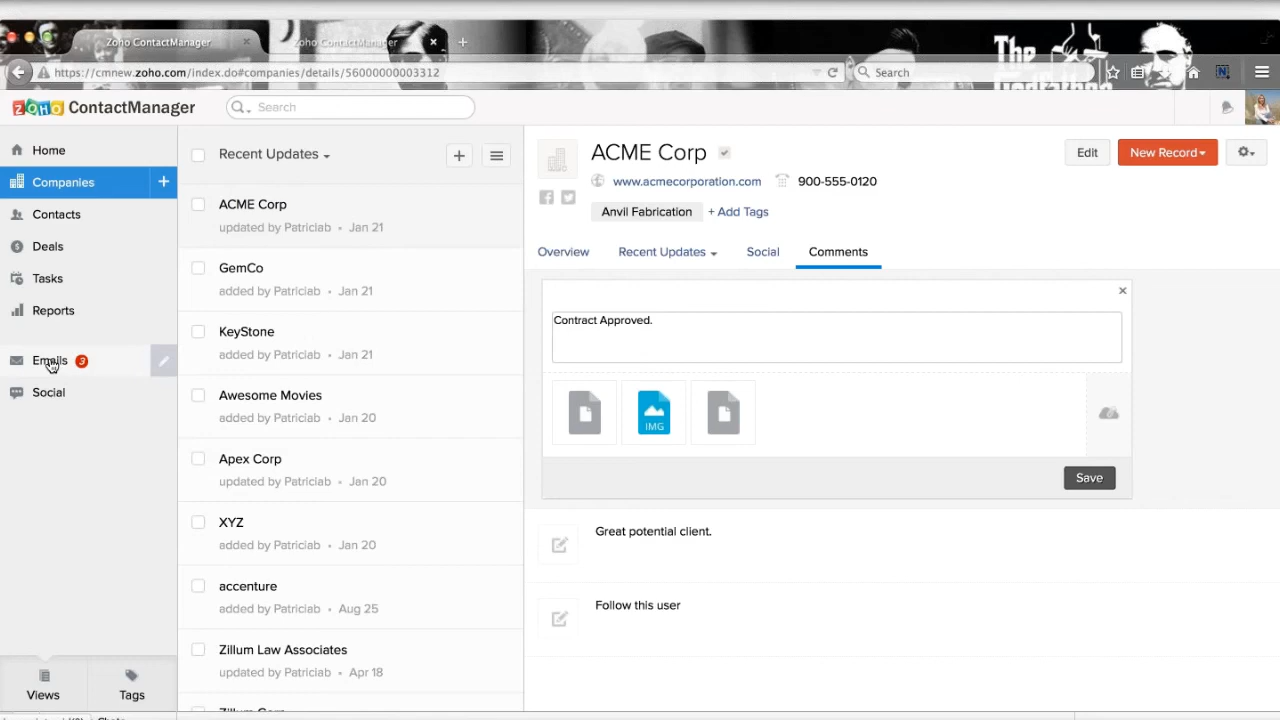 Zoho ContactManager
Zoho ContactManager
The
https://cmnew.zoho.com/index.do#companies/details/56000000003312
Search
ZOHO ContactManager
Search
Home
Companies
Contacts
Deals
Tasks
Reports
Emails 3
Social
Views
Tags
Recent Updates
ACME Corp
updated by Patriciab • Jan 21
GemCo
added by Patriciab • Jan 21
KeyStone
added by Patriciab • Jan 21
Awesome Movies
added by Patriciab • Jan 20
Apex Corp
updated by Patriciab • Jan 20
XYZ
added by Patriciab • Jan 20
accenture
added by Patriciab • Aug 25
Zillum Law Associates
updated by Patriciab • Apr 18
ACME Corp
Edit
New Record
www.acmecorporation.com 900-555-0120
Anvil Fabrication + Add Tags
Overview Recent Updates Social Comments
Contract Approved.
IMG
Save
Great potential client.
Follow this user